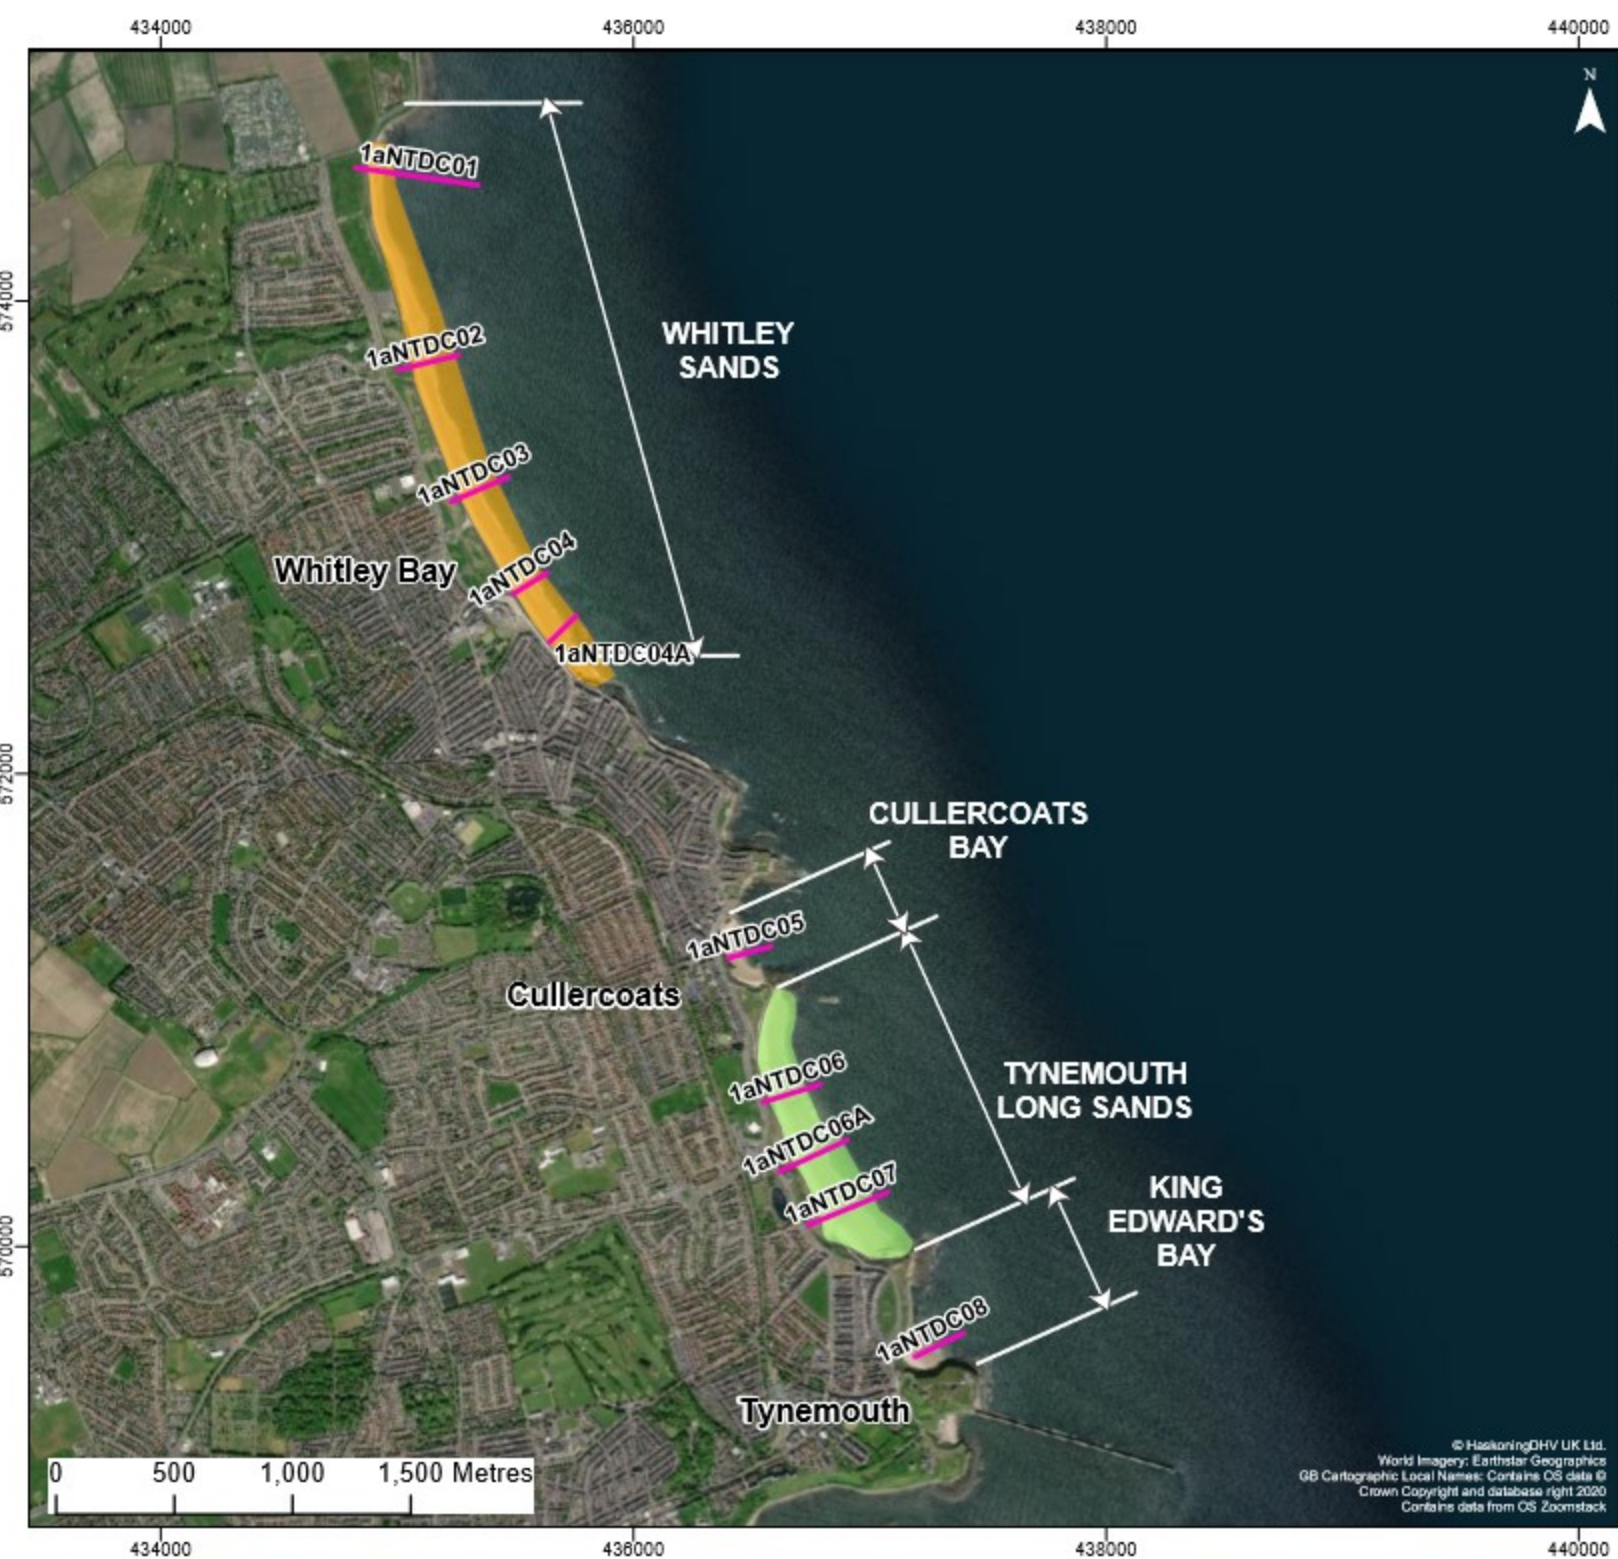 434000 436000 438000 440000
N
1aNTDC01
574000
WHITLEY
SANDS
1aNTDC02
1aNTDC03
1aNTDC04
Whitley Bay
1aNTDC04A
572000
CULLERCOATS
BAY
1aNTDC05
Cullercoats
1aNTDC06
TYNEMOUTH
LONG SANDS
1aNTDC06A
1aNTDC07
KING
EDWARD'S
BAY
570000
1aNTDC08
Tynemouth
0 500 1,000 1,500 Metres
© HaskoningDHV UK Ltd.
World Imagery: Earthstar Geographics
GB Cartographic Local Names: Contains OS data ©
Crown Copyright and database right 2020
Contains data from OS Zoomstack
434000 436000 438000 440000